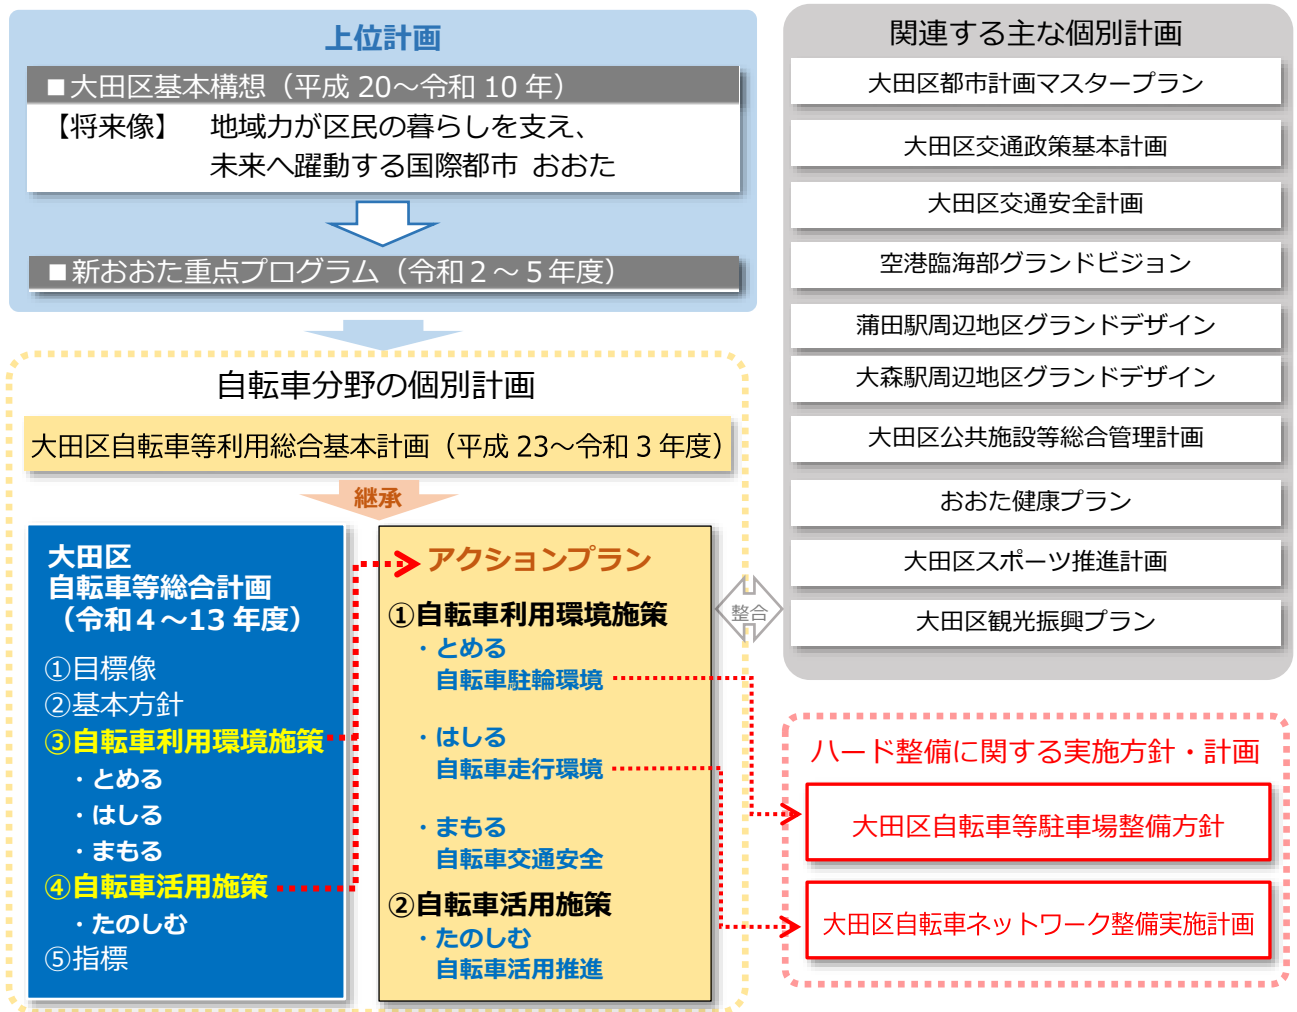 上位計画
■大田区基本構想（平成 20～令和 10 年）
【将来像】　地域力が区民の暮らしを支え、
未来へ躍動する国際都市 おおた
■新おおた重点プログラム（令和２～５年度）
自転車分野の個別計画
大田区自転車等利用総合基本計画（平成 23～令和 3 年度）
継承
大田区
自転車等総合計画
（令和４～13 年度）
①目標像
②基本方針
③自転車利用環境施策
・とめる
・はしる
・まもる
④自転車活用施策
・たのしむ
⑤指標
アクションプラン
①自転車利用環境施策
・とめる
自転車駐輪環境
・はしる
自転車走行環境
・まもる
自転車交通安全
②自転車活用施策
・たのしむ
自転車活用推進
整合
関連する主な個別計画
大田区都市計画マスタープラン
大田区交通政策基本計画
大田区交通安全計画
空港臨海部グランドビジョン
蒲田駅周辺地区グランドデザイン
大森駅周辺地区グランドデザイン
大田区公共施設等総合管理計画
おおた健康プラン
大田区スポーツ推進計画
大田区観光振興プラン
ハード整備に関する実施方針・計画
大田区自転車等駐車場整備方針
大田区自転車ネットワーク整備実施計画